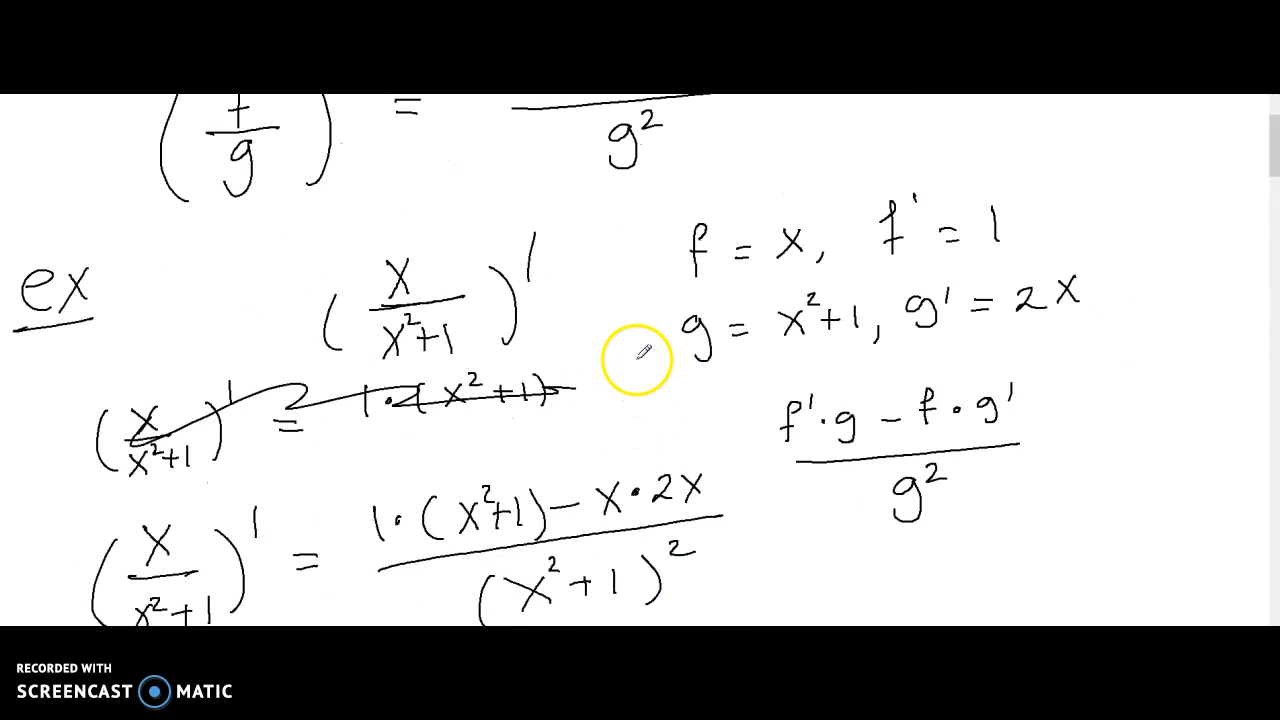 (f/g) = ——/g²
ex (x/(x²+1))' f = x, f' = 1
g = x²+1, g' = 2x
(x/(x²+1))' = 1·(x²+1)
(f'·g - f·g')/g²
(x/(x²+1))' = (1·(x²+1) - x·2x)/(x²+1)²
RECORDED WITH
SCREENCAST MATIC